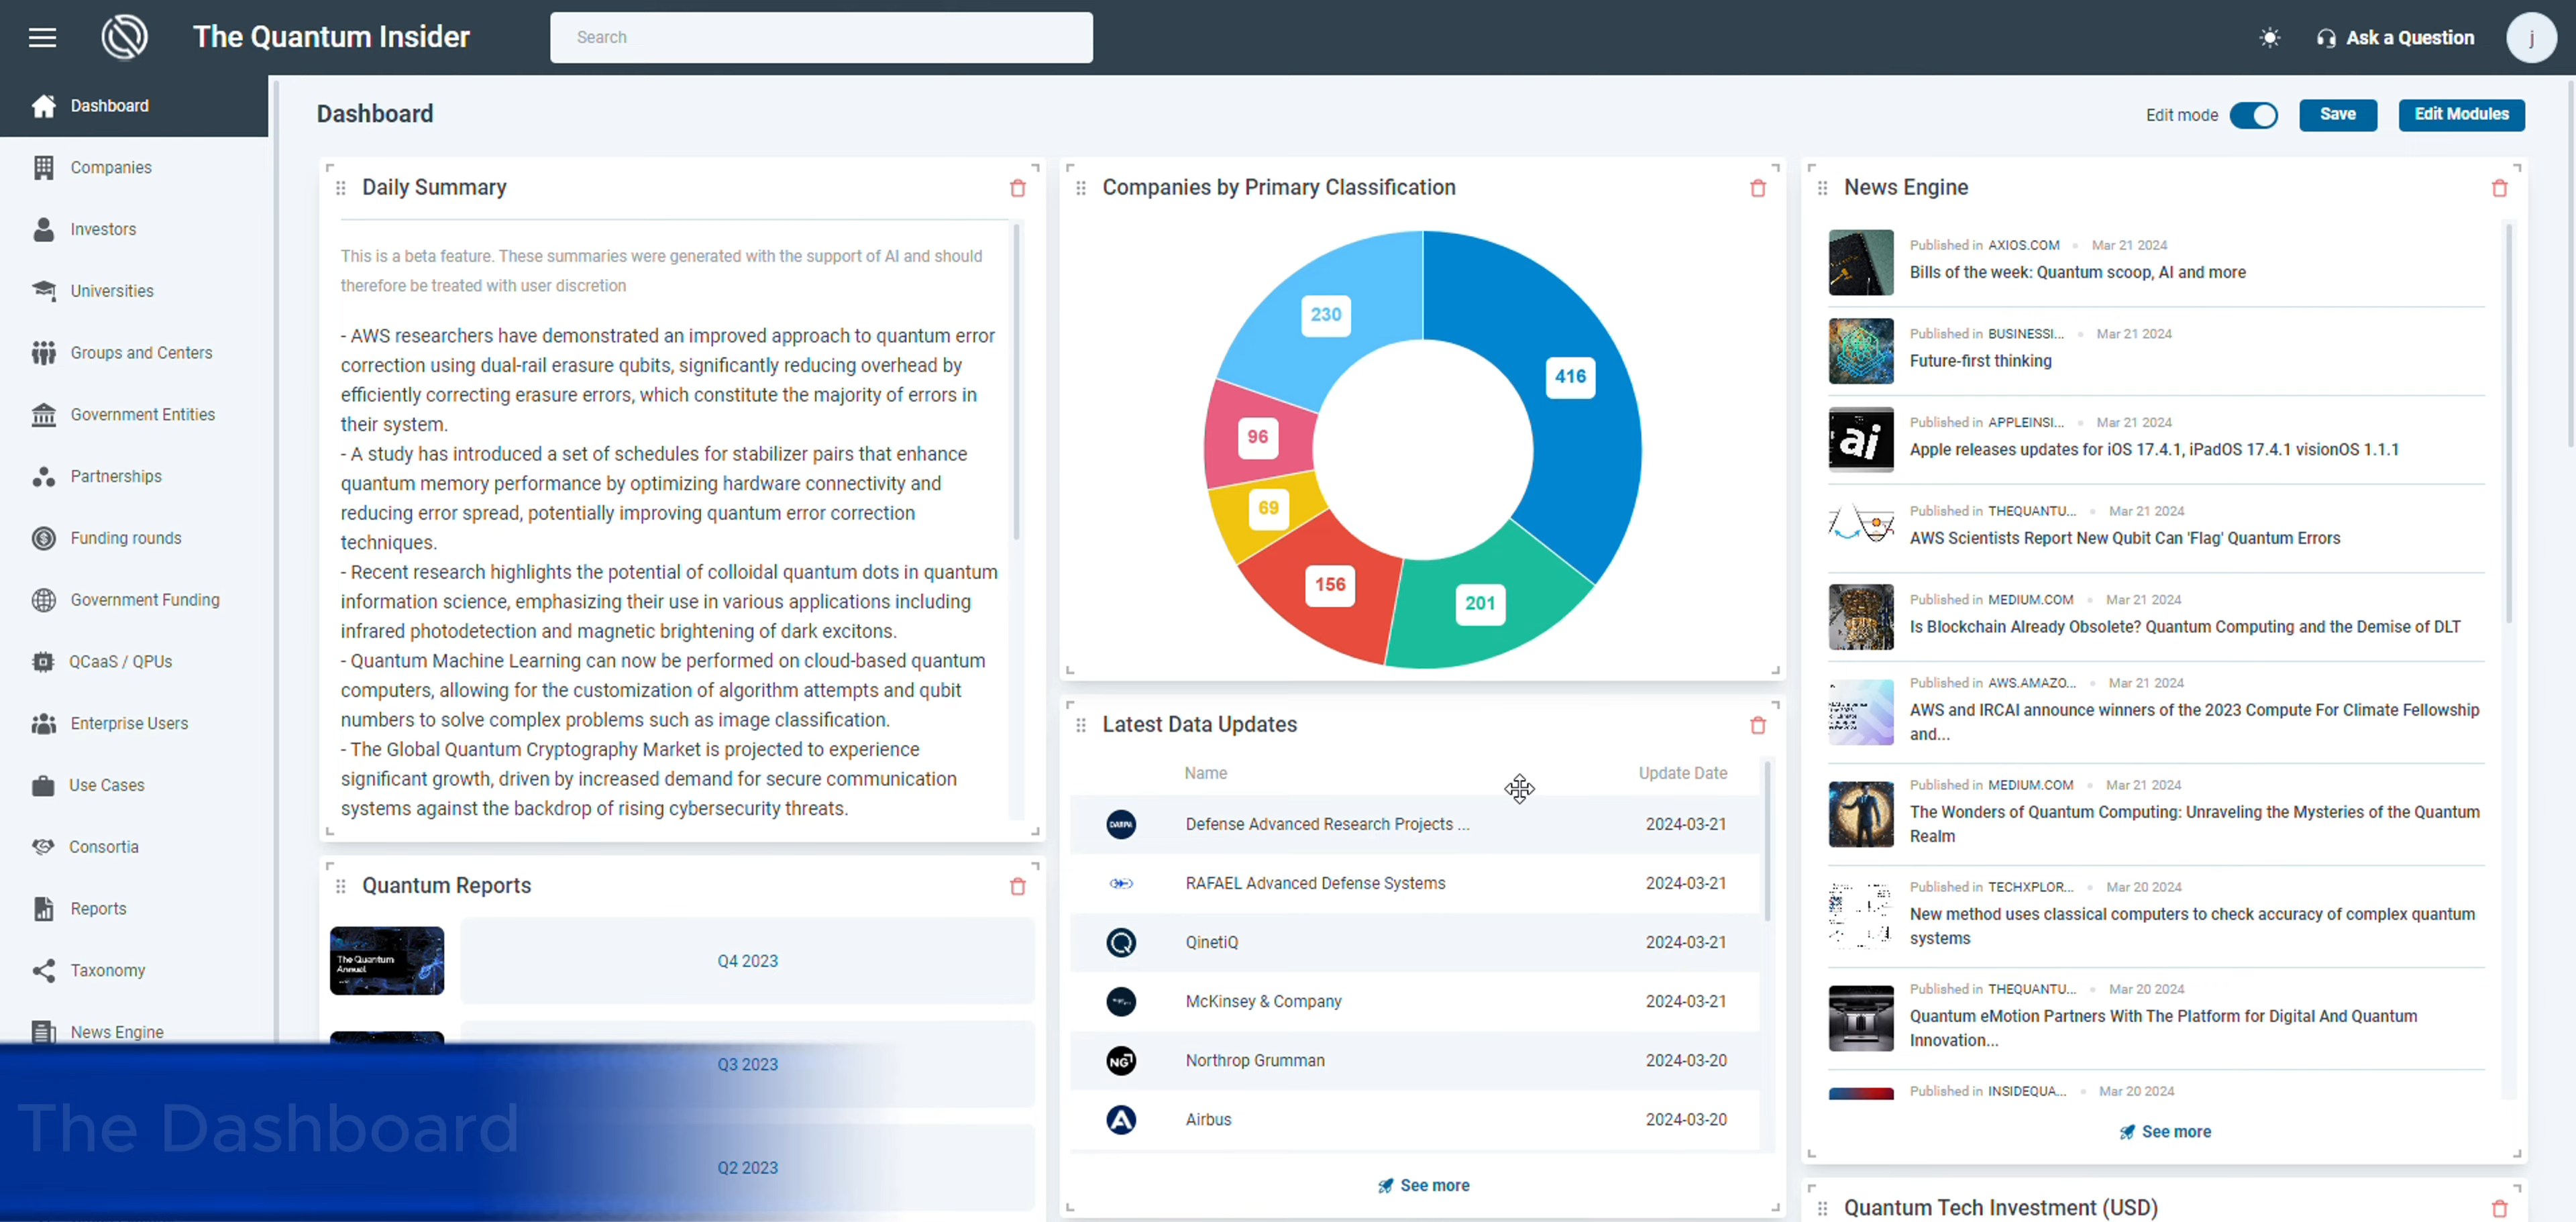 The Quantum Insider
Search
Ask a Question
j
Dashboard
Companies
Investors
Universities
Groups and Centers
Government Entities
Partnerships
Funding rounds
Government Funding
QCaaS / QPUs
Enterprise Users
Use Cases
Consortia
Reports
Taxonomy
News Engine
Dashboard
Edit mode
Save
Edit Modules
Daily Summary
This is a beta feature. These summaries were generated with the support of AI and should
therefore be treated with user discretion
- AWS researchers have demonstrated an improved approach to quantum error
correction using dual-rail erasure qubits, significantly reducing overhead by
efficiently correcting erasure errors, which constitute the majority of errors in
their system.
- A study has introduced a set of schedules for stabilizer pairs that enhance
quantum memory performance by optimizing hardware connectivity and
reducing error spread, potentially improving quantum error correction
techniques.
- Recent research highlights the potential of colloidal quantum dots in quantum
information science, emphasizing their use in various applications including
infrared photodetection and magnetic brightening of dark excitons.
- Quantum Machine Learning can now be performed on cloud-based quantum
computers, allowing for the customization of algorithm attempts and qubit
numbers to solve complex problems such as image classification.
- The Global Quantum Cryptography Market is projected to experience
significant growth, driven by increased demand for secure communication
systems against the backdrop of rising cybersecurity threats.
Quantum Reports
The Quantum
Annual
Q4 2023
Q3 2023
Q2 2023
The Dashboard
Companies by Primary Classification
230
416
96
69
156
201
Latest Data Updates
Name Update Date
DARPA Defense Advanced Research Projects ... 2024-03-21
RAFAEL Advanced Defense Systems 2024-03-21
QinetiQ 2024-03-21
McKinsey & Company 2024-03-21
NG Northrop Grumman 2024-03-20
Airbus 2024-03-20
See more
News Engine
Published in AXIOS.COM Mar 21 2024
Bills of the week: Quantum scoop, AI and more
Published in BUSINESSI... Mar 21 2024
Future-first thinking
Published in APPLEINSI... Mar 21 2024
ai
Apple releases updates for iOS 17.4.1, iPadOS 17.4.1 visionOS 1.1.1
Published in THEQUANTU... Mar 21 2024
AWS Scientists Report New Qubit Can 'Flag' Quantum Errors
Published in MEDIUM.COM Mar 21 2024
Is Blockchain Already Obsolete? Quantum Computing and the Demise of DLT
Published in AWS.AMAZO... Mar 21 2024
AWS and IRCAI announce winners of the 2023 Compute For Climate Fellowship
and...
Published in MEDIUM.COM Mar 21 2024
The Wonders of Quantum Computing: Unraveling the Mysteries of the Quantum
Realm
Published in TECHXPLOR... Mar 20 2024
New method uses classical computers to check accuracy of complex quantum
systems
Published in THEQUANTU... Mar 20 2024
Quantum eMotion Partners With The Platform for Digital And Quantum
Innovation...
Published in INSIDEQUA... Mar 20 2024
See more
Quantum Tech Investment (USD)